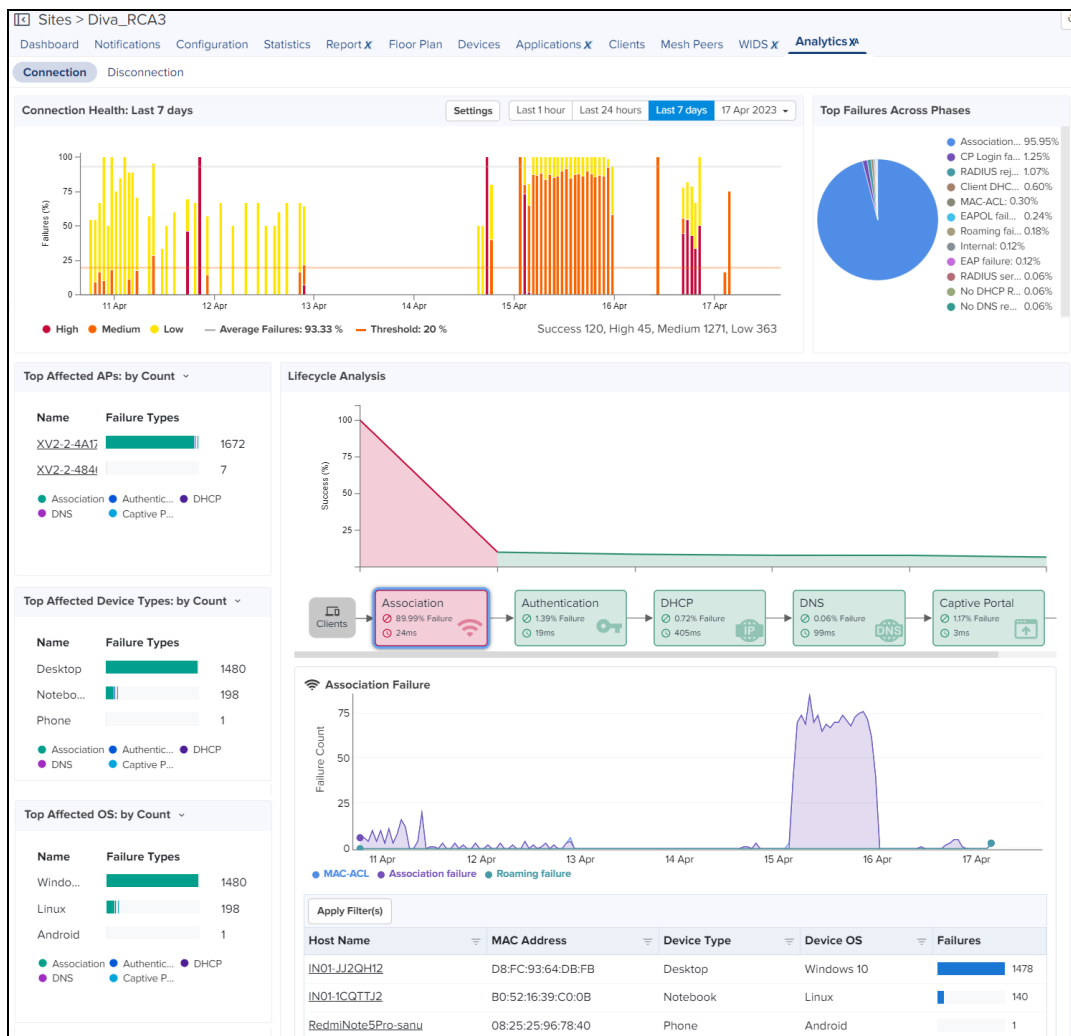 Sites > Diva_RCA3
Dashboard Notifications Configuration Statistics Report X Floor Plan Devices Applications X Clients Mesh Peers WIDS X Analytics XA
Connection Disconnection
Connection Health: Last 7 days Settings Last 1 hour Last 24 hours Last 7 days 17 Apr 2023
Failures (%)
100
75
50
25
0
11 Apr 12 Apr 13 Apr 14 Apr 15 Apr 16 Apr 17 Apr
High Medium Low Average Failures: 93.33 % Threshold: 20 % Success 120, High 45, Medium 1271, Low 363
Top Failures Across Phases
Association... 95.95%
CP Login fa... 1.25%
RADIUS rej... 1.07%
Client DHC... 0.60%
MAC-ACL: 0.30%
EAPOL fail... 0.24%
Roaming fai... 0.18%
Internal: 0.12%
EAP failure: 0.12%
RADIUS ser... 0.06%
No DHCP R... 0.06%
No DNS re... 0.06%
Top Affected APs: by Count
Name Failure Types
XV2-2-4A17 1672
XV2-2-484 7
Association Authentic... DHCP
DNS Captive P...
Top Affected Device Types: by Count
Name Failure Types
Desktop 1480
Notebo... 198
Phone 1
Association Authentic... DHCP
DNS Captive P...
Top Affected OS: by Count
Name Failure Types
Windo... 1480
Linux 198
Android 1
Association Authentic... DHCP
DNS Captive P...
Lifecycle Analysis
Success (%)
100
75
50
25
Clients
Association
89.99% Failure
24ms
Authentication
1.39% Failure
19ms
DHCP
0.72% Failure
405ms
IP
DNS
0.06% Failure
99ms
DNS
Captive Portal
1.17% Failure
3ms
Association Failure
Failure Count
75
50
25
0
11 Apr 12 Apr 13 Apr 14 Apr 15 Apr 16 Apr 17 Apr
MAC-ACL Association failure Roaming failure
Apply Filter(s)
Host Name MAC Address Device Type Device OS Failures
IN01-JJ2QH12 D8:FC:93:64:DB:FB Desktop Windows 10 1478
IN01-1CQTTJ2 B0:52:16:39:C0:0B Notebook Linux 140
RedmiNote5Pro-sanu 08:25:25:96:78:40 Phone Android 1